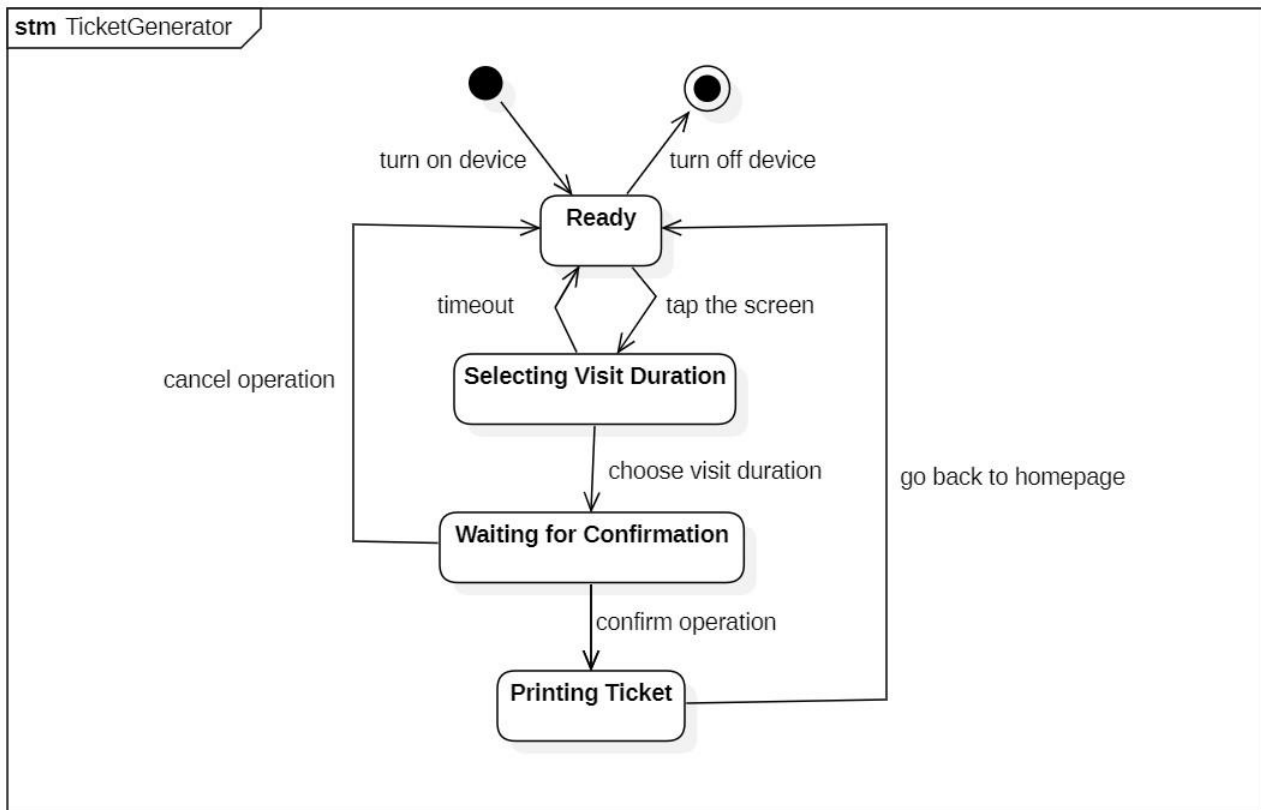 stm TicketGenerator
turn on device
turn off device
Ready
timeout
tap the screen
Selecting Visit Duration
cancel operation
choose visit duration
go back to homepage
Waiting for Confirmation
confirm operation
Printing Ticket